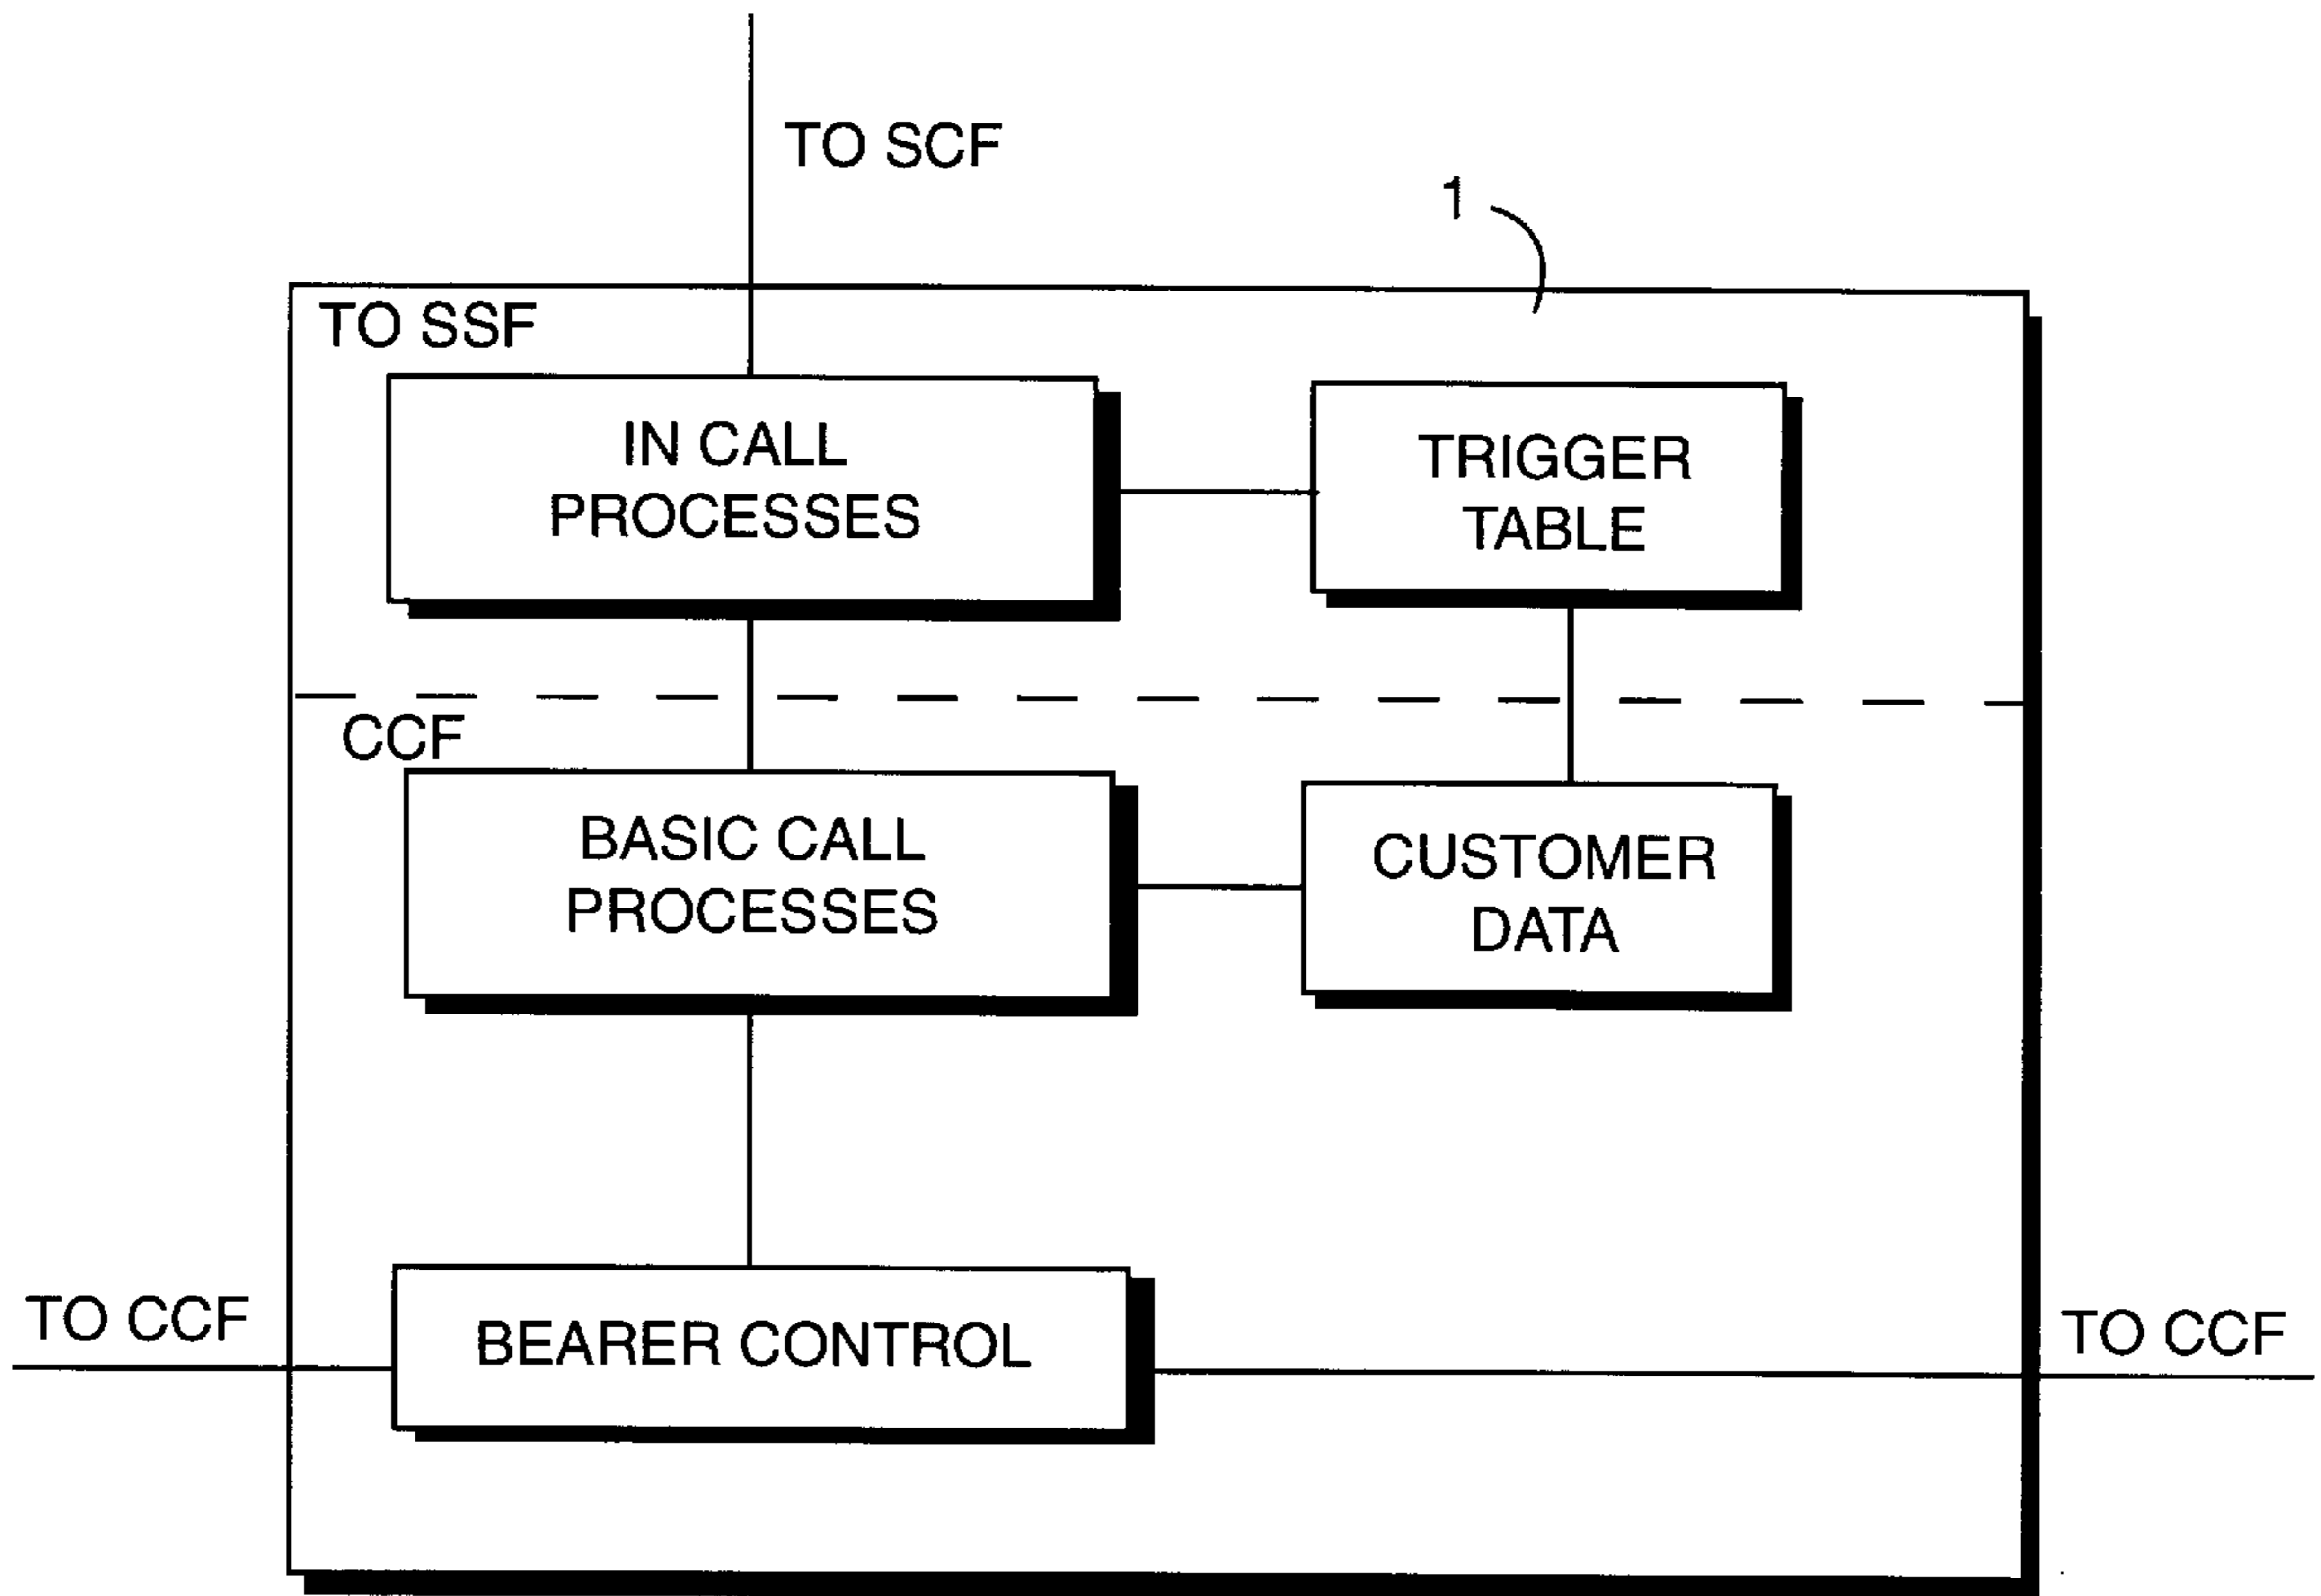 TO SCF
1
TO SSF
IN CALL
PROCESSES
TRIGGER
TABLE
CCF
BASIC CALL
PROCESSES
CUSTOMER
DATA
TO CCF
BEARER CONTROL
TO CCF